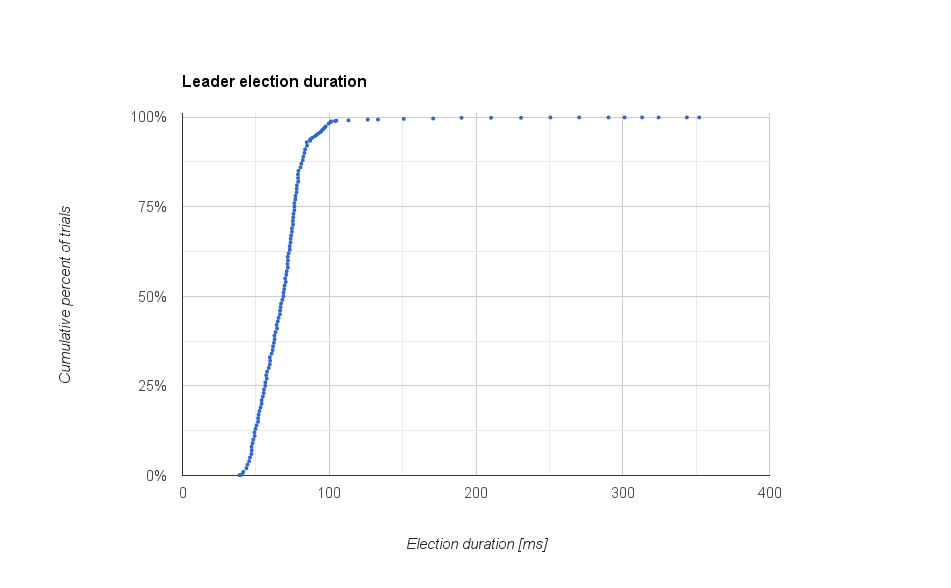 Leader election duration
100%
75%
50%
25%
0%
Cumulative percent of trials
0 100 200 300 400
Election duration [ms]